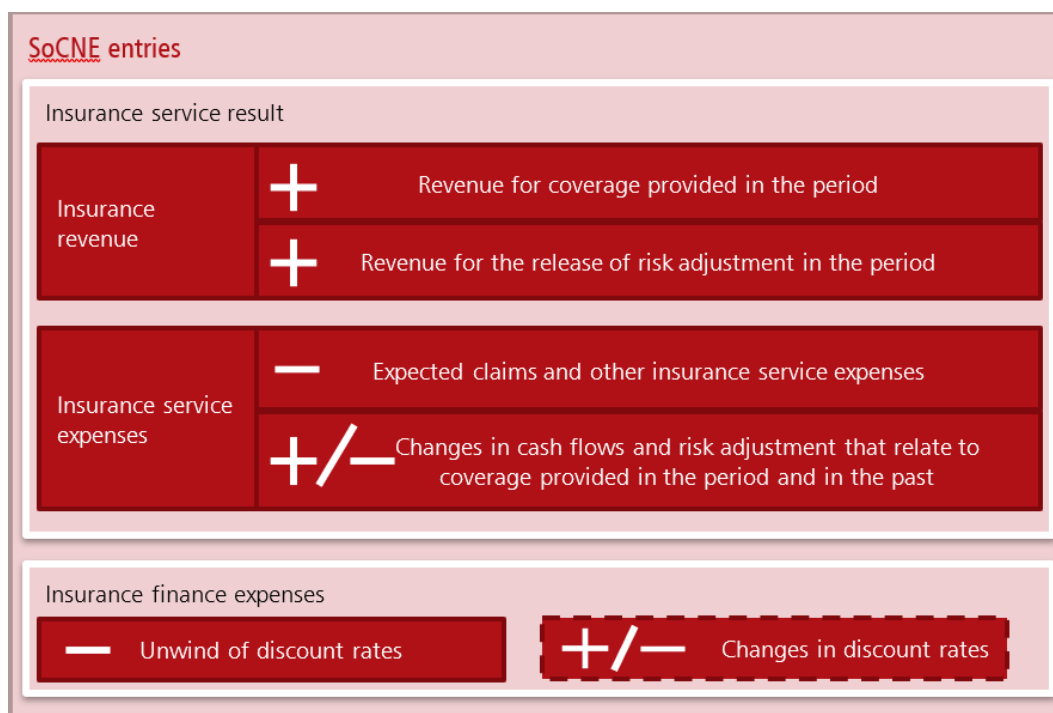 SoCNE entries
Insurance service result
Insurance
revenue
+ Revenue for coverage provided in the period
+ Revenue for the release of risk adjustment in the period
Insurance service
expenses
− Expected claims and other insurance service expenses
+/− Changes in cash flows and risk adjustment that relate to
coverage provided in the period and in the past
Insurance finance expenses
− Unwind of discount rates
+/− Changes in discount rates